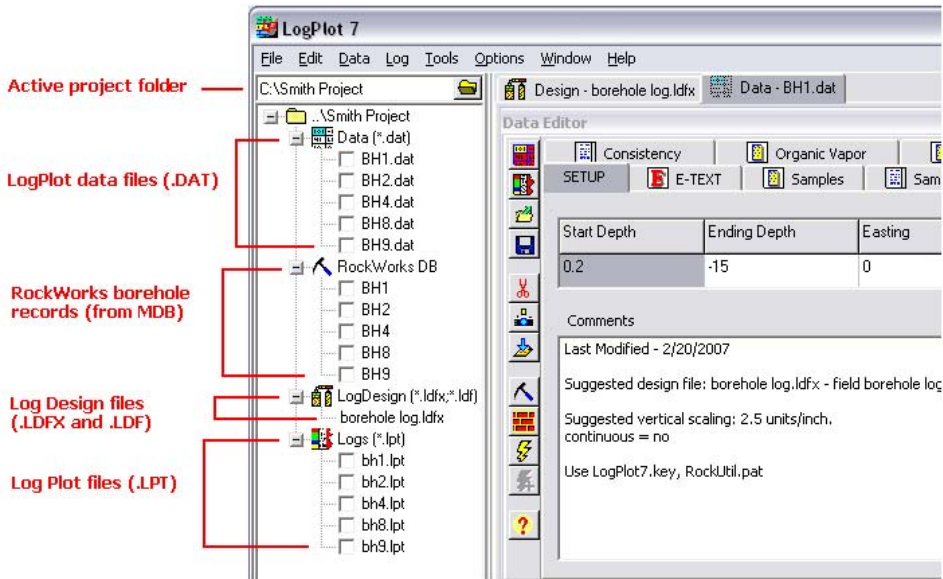 LogPlot 7
File Edit Data Log Tools Options Window Help
Active project folder
C:\Smith Project
Design - borehole log.ldfx
Data - BH1.dat
..\Smith Project
Data (*.dat)
BH1.dat
BH2.dat
BH4.dat
BH8.dat
BH9.dat
LogPlot data files (.DAT)
RockWorks DB
BH1
BH2
BH4
BH8
BH9
RockWorks borehole
records (from MDB)
LogDesign (*.ldfx;*.ldf)
borehole log.ldfx
Log Design files
(.LDFX and .LDF)
Logs (*.lpt)
bh1.lpt
bh2.lpt
bh4.lpt
bh8.lpt
bh9.lpt
Log Plot files (.LPT)
Data Editor
Consistency
Organic Vapor
SETUP
E-TEXT
Samples
Sam
Start Depth Ending Depth Easting
0.2 -15 0
Comments
Last Modified - 2/20/2007
Suggested design file: borehole log.ldfx - field borehole log
Suggested vertical scaling: 2.5 units/inch.
continuous = no
Use LogPlot7.key, RockUtil.pat